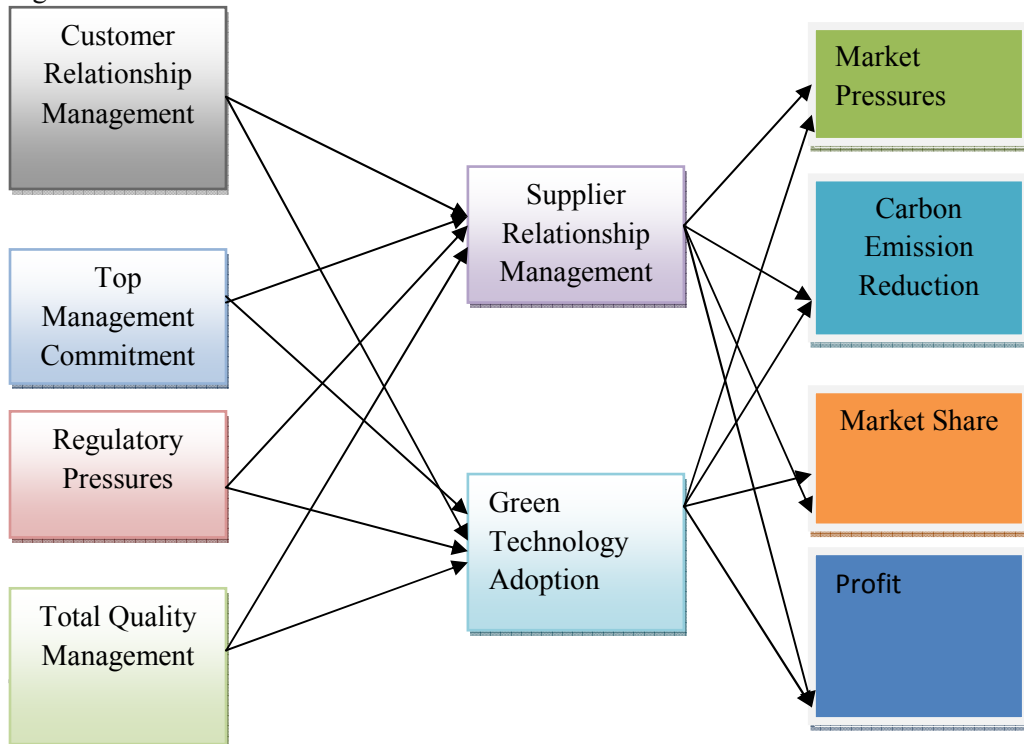 Customer
Relationship
Management
Top
Management
Commitment
Regulatory
Pressures
Total Quality
Management
Supplier
Relationship
Management
Green
Technology
Adoption
Market
Pressures
Carbon
Emission
Reduction
Market Share
Profit